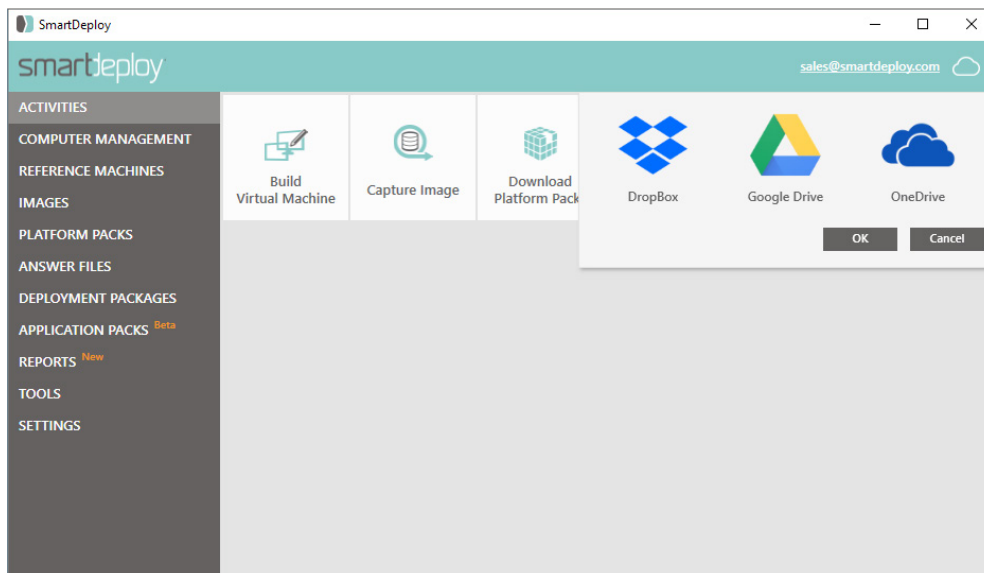 SmartDeploy
smartdeploy
sales@smartdeploy.com
ACTIVITIES
COMPUTER MANAGEMENT
REFERENCE MACHINES
IMAGES
PLATFORM PACKS
ANSWER FILES
DEPLOYMENT PACKAGES
APPLICATION PACKS Beta
REPORTS New
TOOLS
SETTINGS
Build
Virtual Machine
Capture Image
Download
Platform Pack
DropBox
Google Drive
OneDrive
OK
Cancel